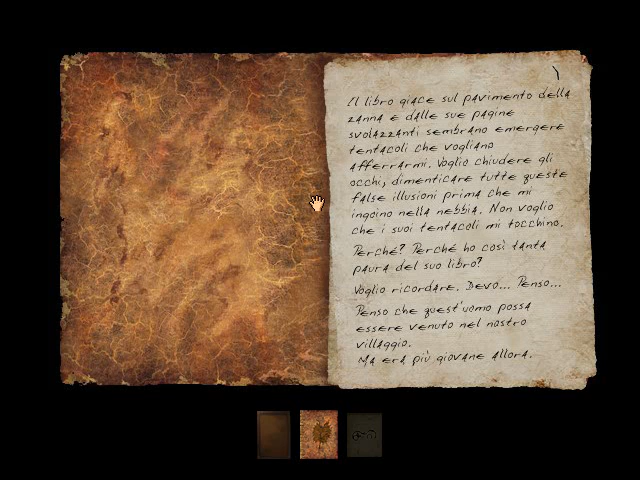 Il libro giace sul pavimento della
zanna e dalle sue pagine
svolazzanti sembrano emergere
tentacoli che vogliano
afferrarmi. Voglio chiudere gli
occhi, dimenticare tutte queste
false illusioni prima che mi
ingoino nella nebbia. Non voglio
che i suoi tentacoli mi tocchino.
Perché? Perché ho così tanta
paura del suo libro?
Voglio ricordare. Devo... Penso...
Penso che quest'uomo possa
essere venuto nel nostro
villaggio.
Ma era più giovane allora.